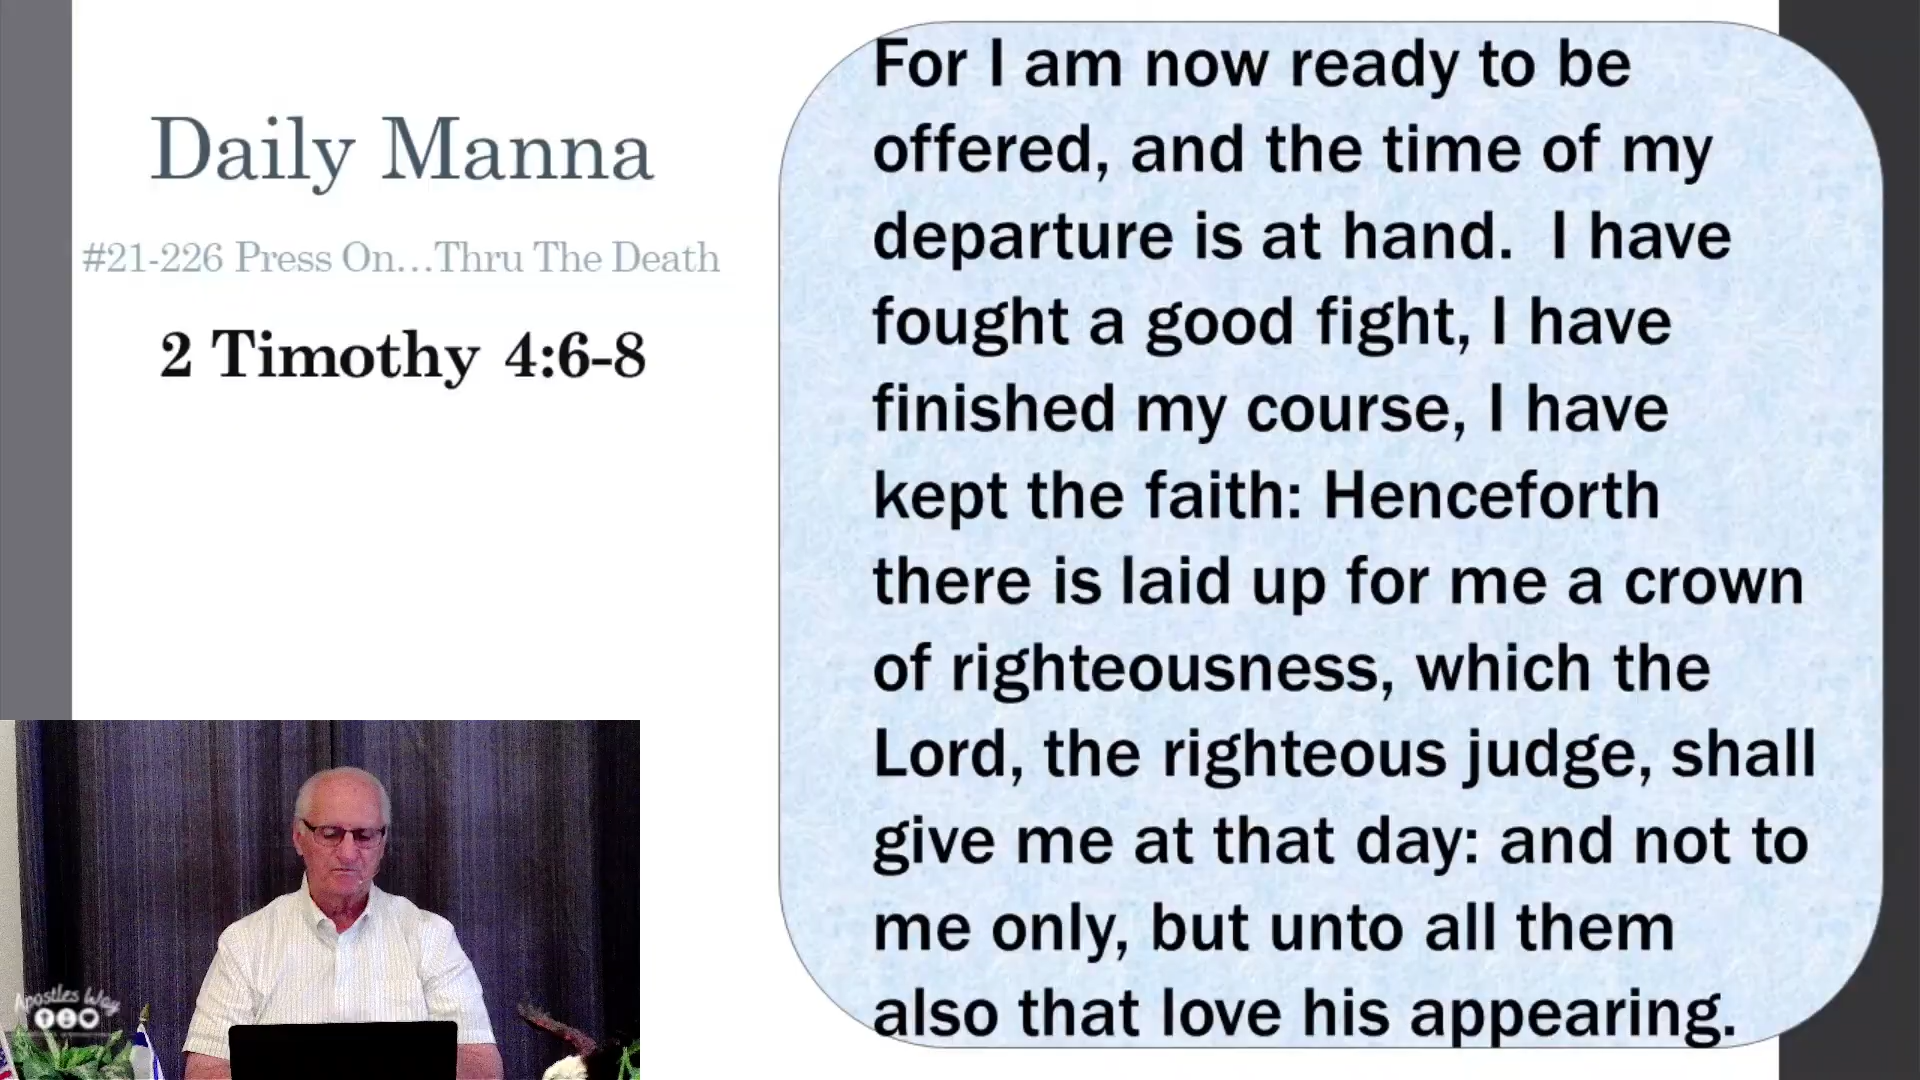 Daily Manna
#21-226 Press On...Thru The Death
2 Timothy 4:6-8
For I am now ready to be
offered, and the time of my
departure is at hand.  I have
fought a good fight, I have
finished my course, I have
kept the faith: Henceforth
there is laid up for me a crown
of righteousness, which the
Lord, the righteous judge, shall
give me at that day: and not to
me only, but unto all them
also that love his appearing.
Apostles Way